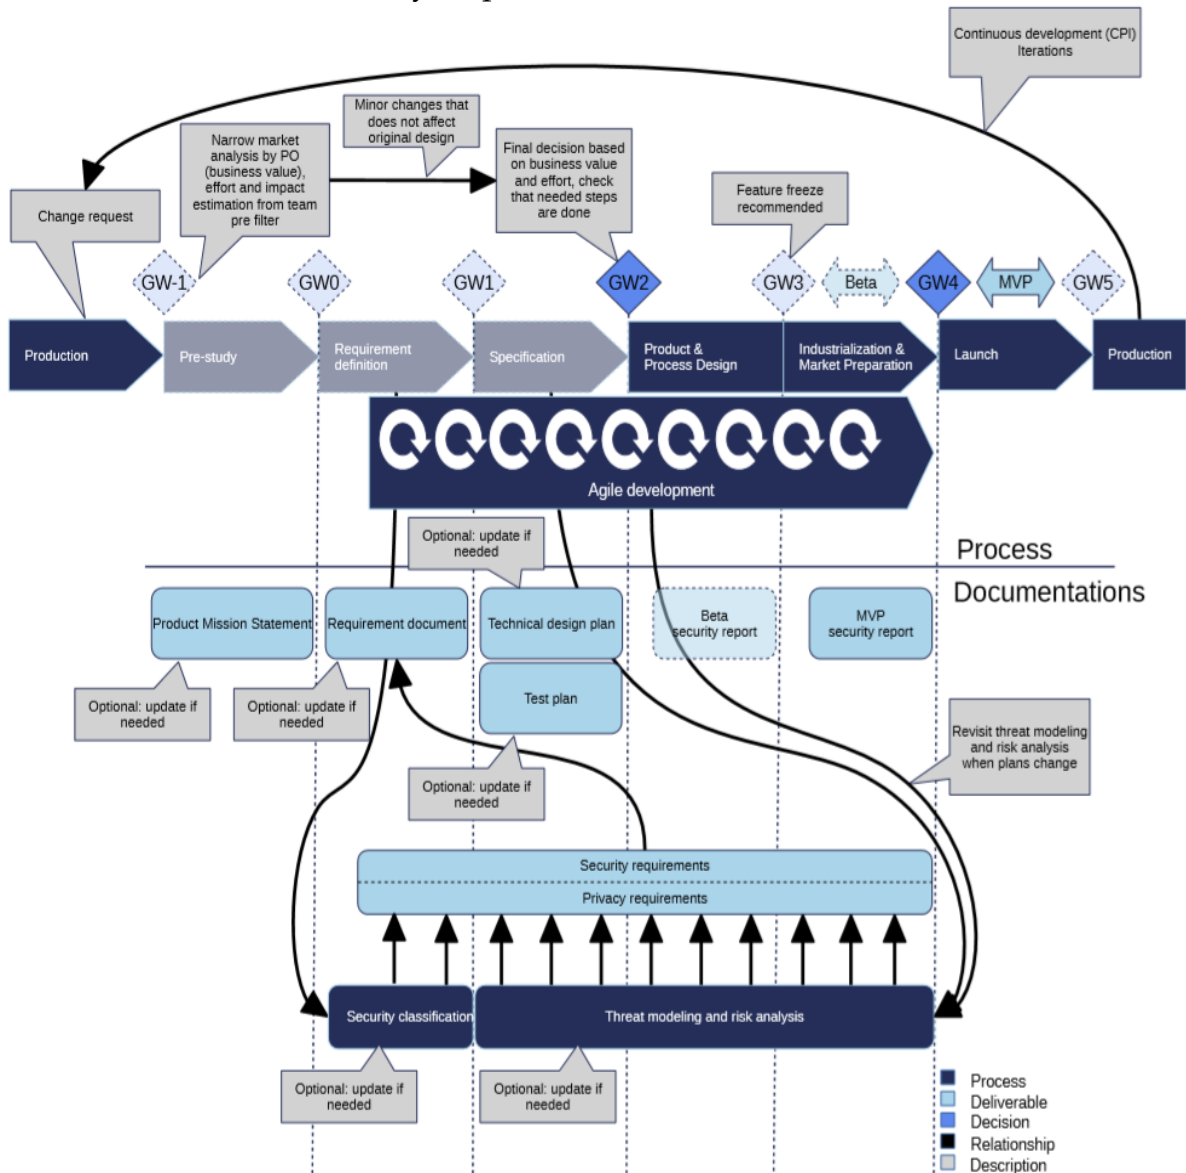 Continuous development (CPI)
Iterations
Minor changes that
does not affect
original design
Narrow market
analysis by PO
(business value),
effort and impact
estimation from team
pre filter
Final decision based
on business value
and effort, check
that needed steps
are done
Feature freeze
recommended
Change request
GW-1
GW0
GW1
GW2
GW3
Beta
GW4
MVP
GW5
Production
Pre-study
Requirement
definition
Specification
Product &
Process Design
Industrialization &
Market Preparation
Launch
Production
Agile development
Optional: update if
needed
Process
Documentations
Product Mission Statement
Requirement document
Technical design plan
Beta
security report
MVP
security report
Test plan
Optional: update if
needed
Optional: update if
needed
Revisit threat modeling
and risk analysis
when plans change
Optional: update if
needed
Security requirements
Privacy requirements
Security classification
Threat modeling and risk analysis
Optional: update if
needed
Optional: update if
needed
Process
Deliverable
Decision
Relationship
Description